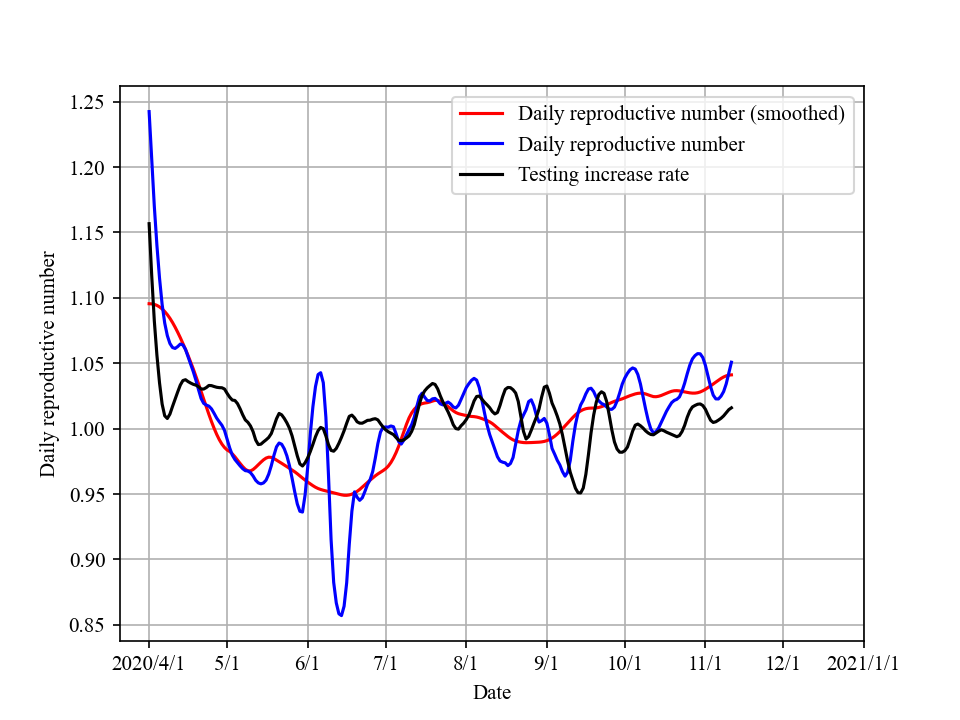 Daily reproductive number (smoothed)
Daily reproductive number
Testing increase rate
1.25
1.20
1.15
1.10
1.05
1.00
0.95
0.90
0.85
Daily reproductive number
2020/4/1 5/1 6/1 7/1 8/1 9/1 10/1 11/1 12/1 2021/1/1
Date